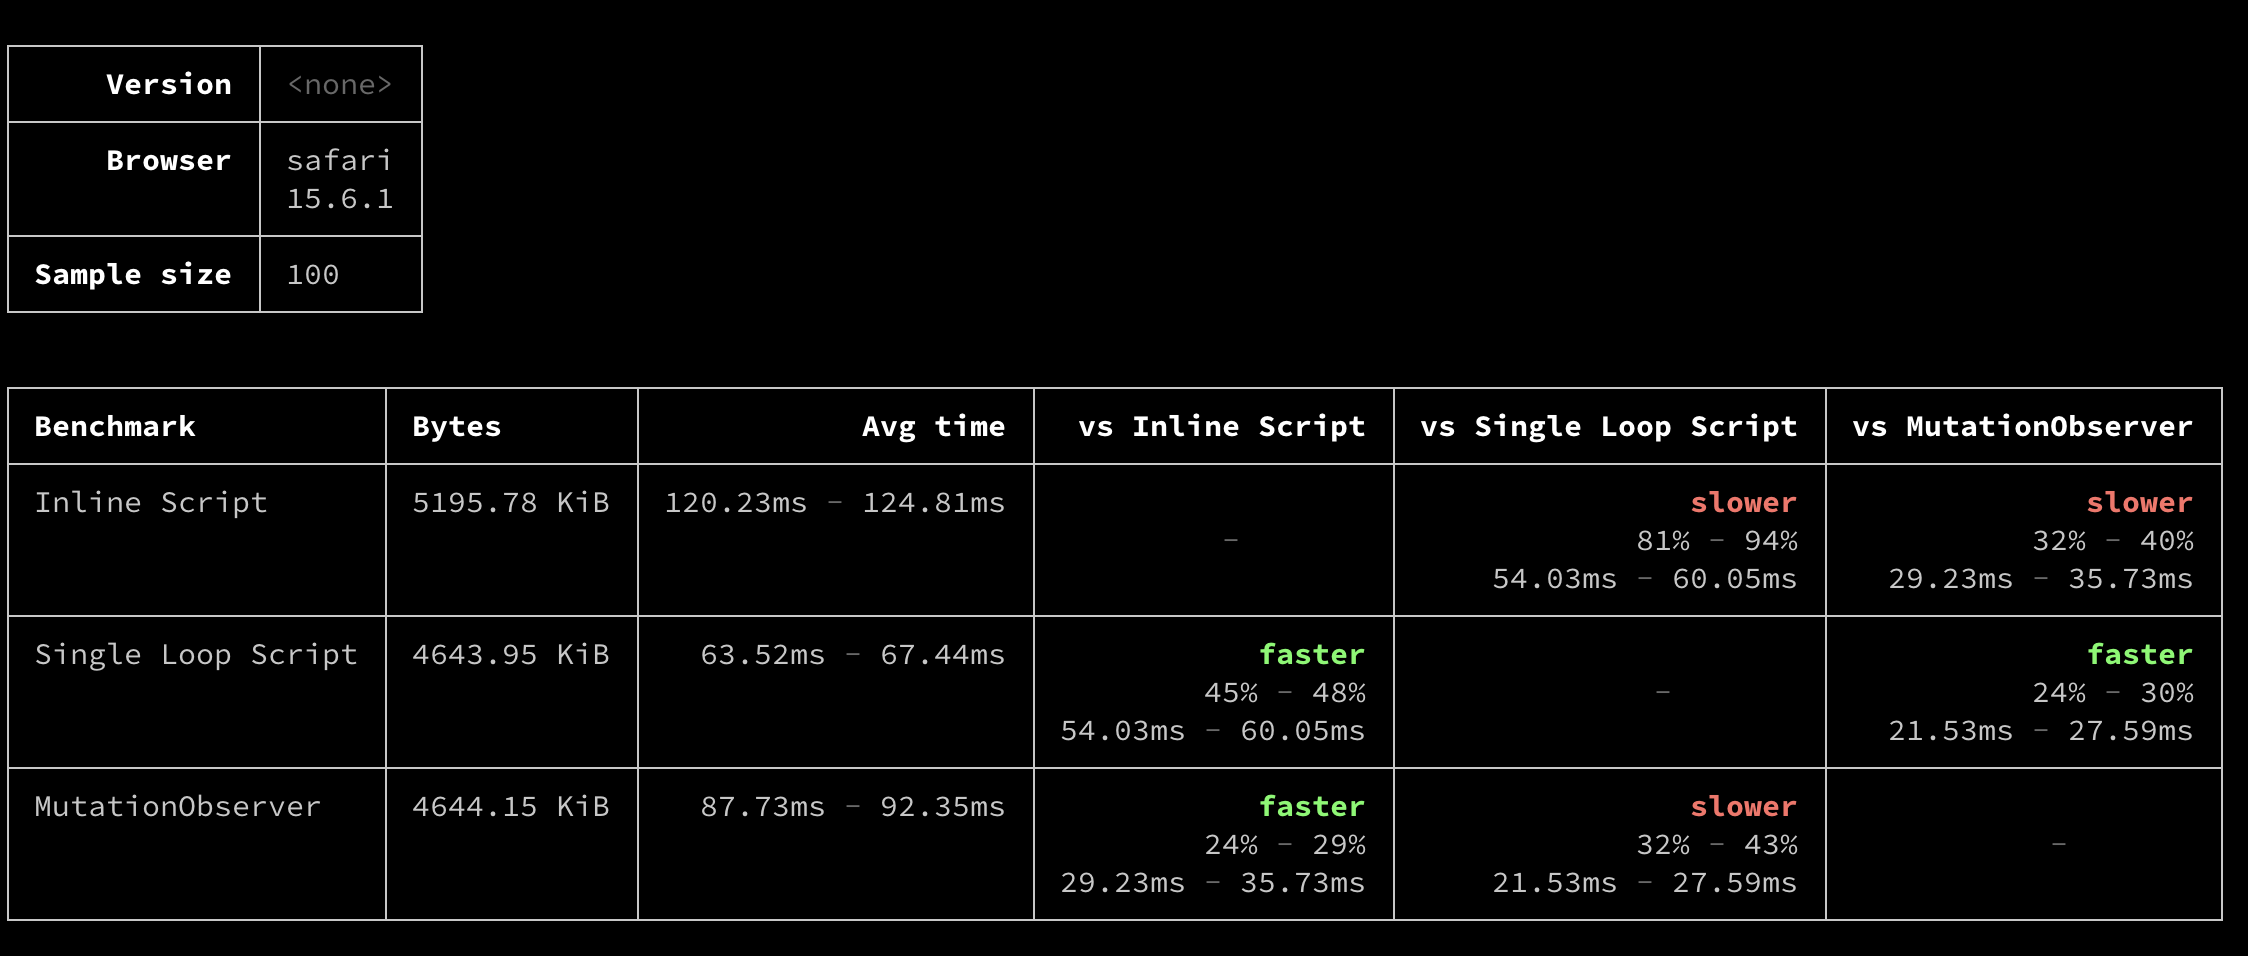 Version <none>
Browser safari
15.6.1
Sample size 100
Benchmark Bytes Avg time vs Inline Script vs Single Loop Script vs MutationObserver
Inline Script 5195.78 KiB 120.23ms - 124.81ms slower slower
- 81% - 94% 32% - 40%
54.03ms - 60.05ms 29.23ms - 35.73ms
Single Loop Script 4643.95 KiB 63.52ms - 67.44ms faster faster
45% - 48% - 24% - 30%
54.03ms - 60.05ms 21.53ms - 27.59ms
MutationObserver 4644.15 KiB 87.73ms - 92.35ms faster slower
24% - 29% 32% - 43% -
29.23ms - 35.73ms 21.53ms - 27.59ms